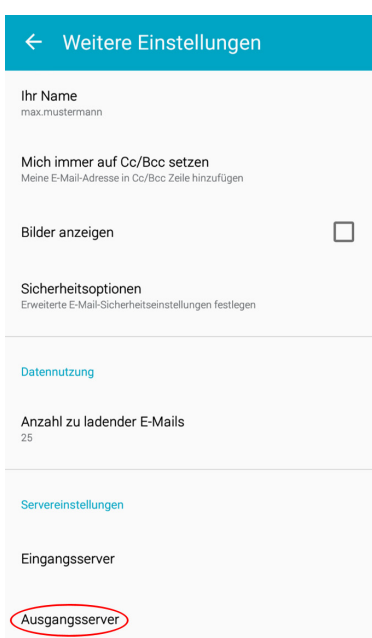 Weitere Einstellungen
Ihr Name
max.mustermann
Mich immer auf Cc/Bcc setzen
Meine E-Mail-Adresse in Cc/Bcc Zeile hinzufügen
Bilder anzeigen
Sicherheitsoptionen
Erweiterte E-Mail-Sicherheitseinstellungen festlegen
Datennutzung
Anzahl zu ladender E-Mails
25
Servereinstellungen
Eingangsserver
Ausgangsserver